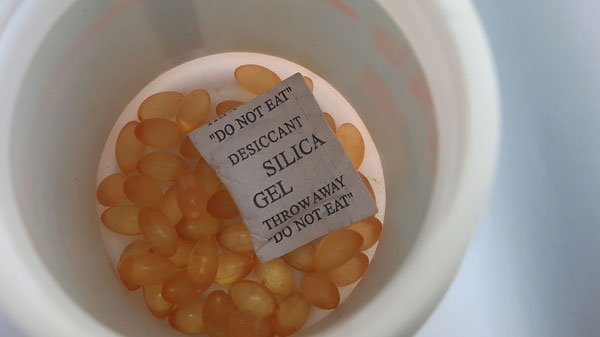 "DO NOT EAT"
DESICCANT
SILICA
GEL
THROW AWAY
"DO NOT EAT"